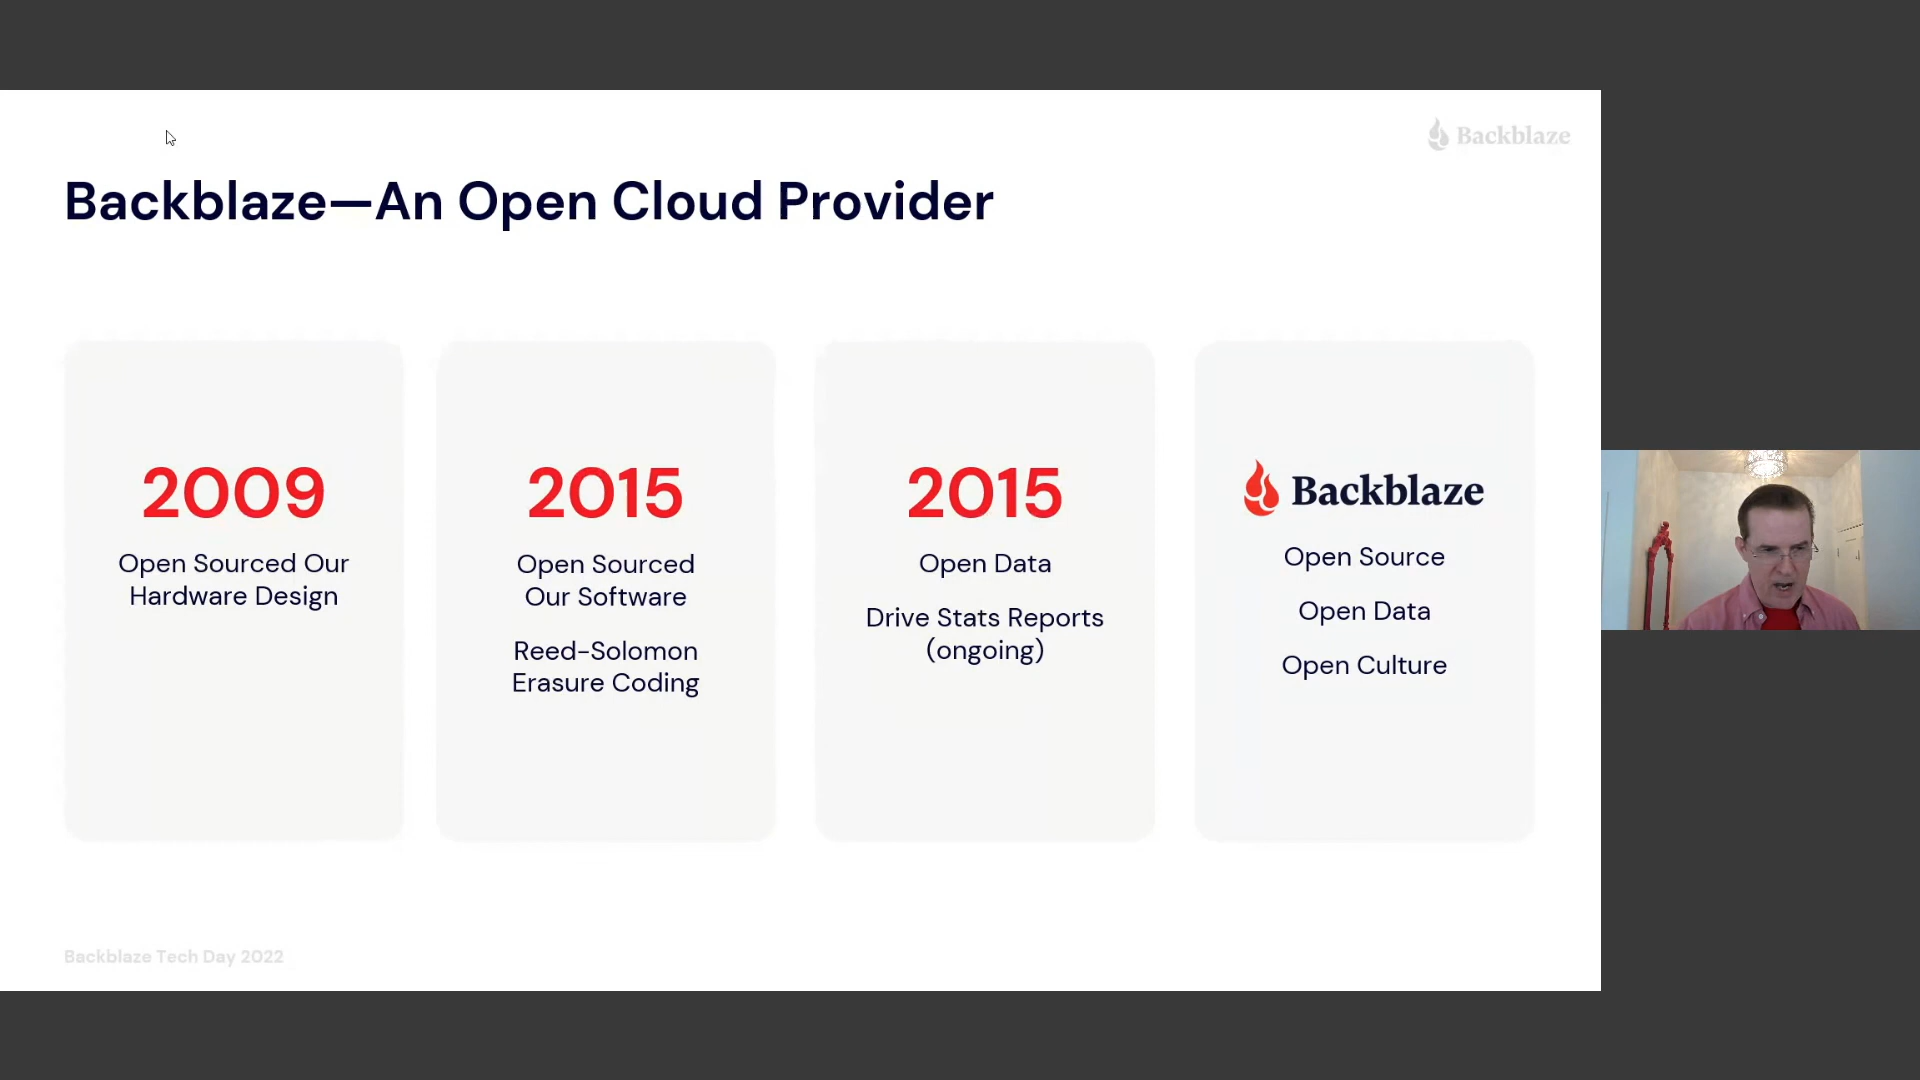 Backblaze
Backblaze—An Open Cloud Provider
2009
Open Sourced Our
Hardware Design
2015
Open Sourced
Our Software
Reed-Solomon
Erasure Coding
2015
Open Data
Drive Stats Reports
(ongoing)
Backblaze
Open Source
Open Data
Open Culture
Backblaze Tech Day 2022